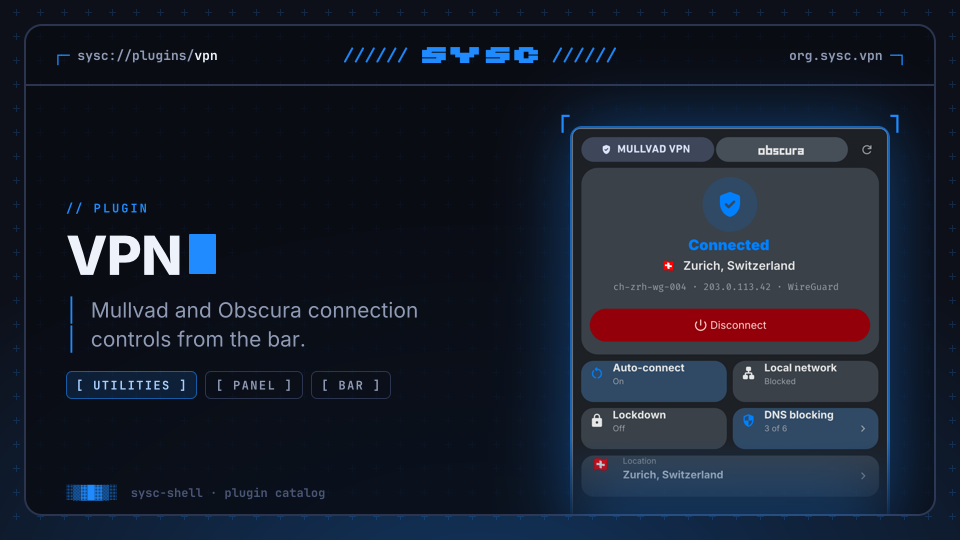 sysc://plugins/vpn
////// SYSC //////
org.sysc.vpn
// PLUGIN
VPN
Mullvad and Obscura connection
controls from the bar.
[ UTILITIES ]
[ PANEL ]
[ BAR ]
sysc-shell · plugin catalog
MULLVAD VPN
obscura
Connected
Zurich, Switzerland
ch-zrh-wg-004 · 203.0.113.42 · WireGuard
Disconnect
Auto-connect
On
Local network
Blocked
Lockdown
Off
DNS blocking
3 of 6
Location
Zurich, Switzerland